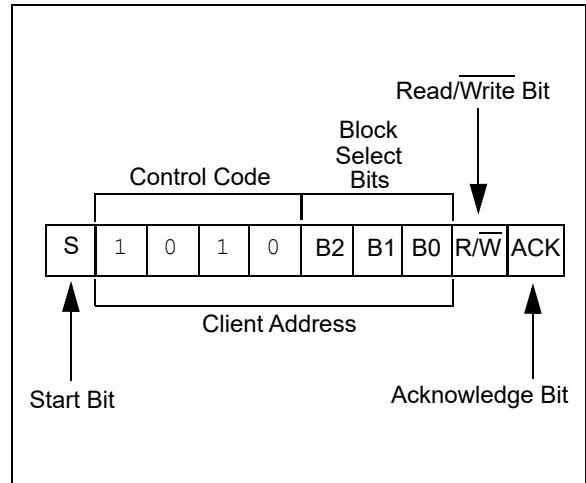 Read/Write Bit
Block
Select
Bits
Control Code
S 1 0 1 0 B2 B1 B0 R/W ACK
Client Address
Start Bit
Acknowledge Bit